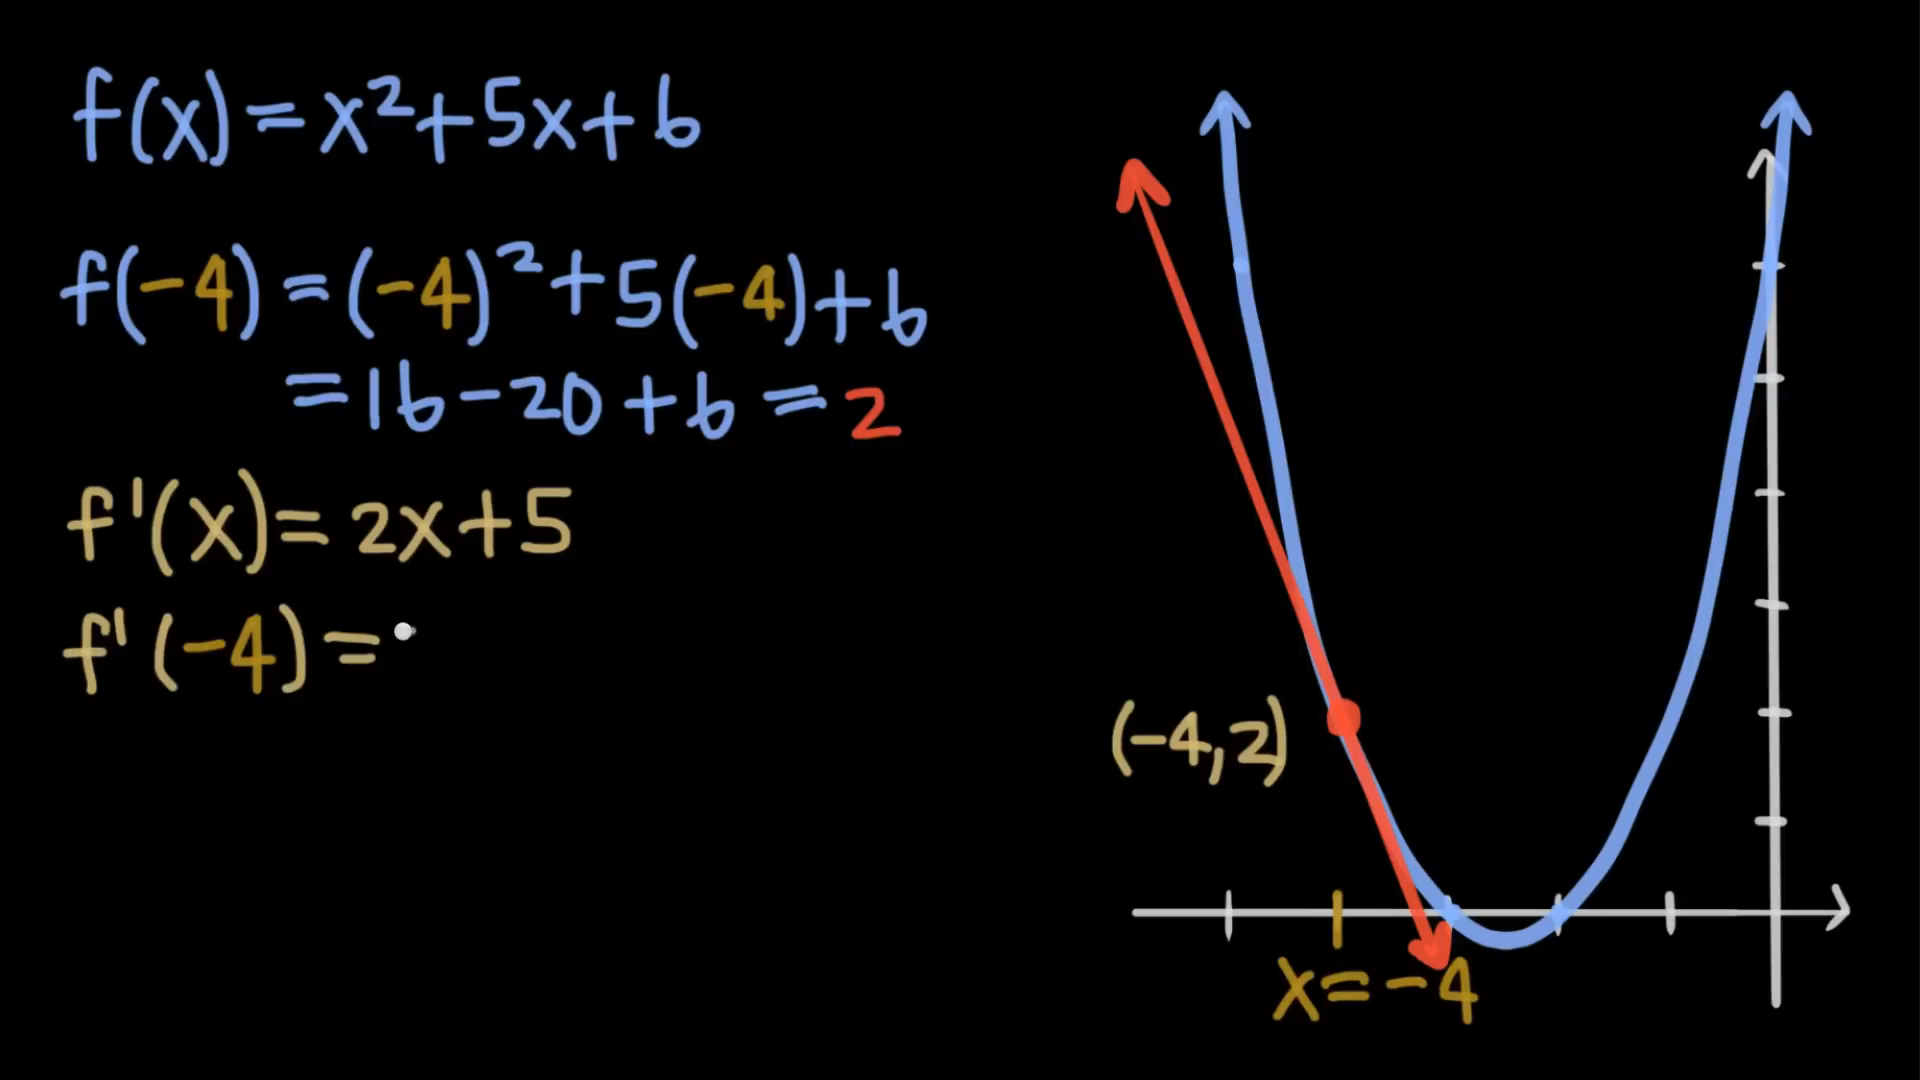 f(x)=x²+5x+6
f(-4)=(-4)²+5(-4)+6
=16-20+6=2
f'(x)=2x+5
f'(-4)=
(-4,2)
x=-4